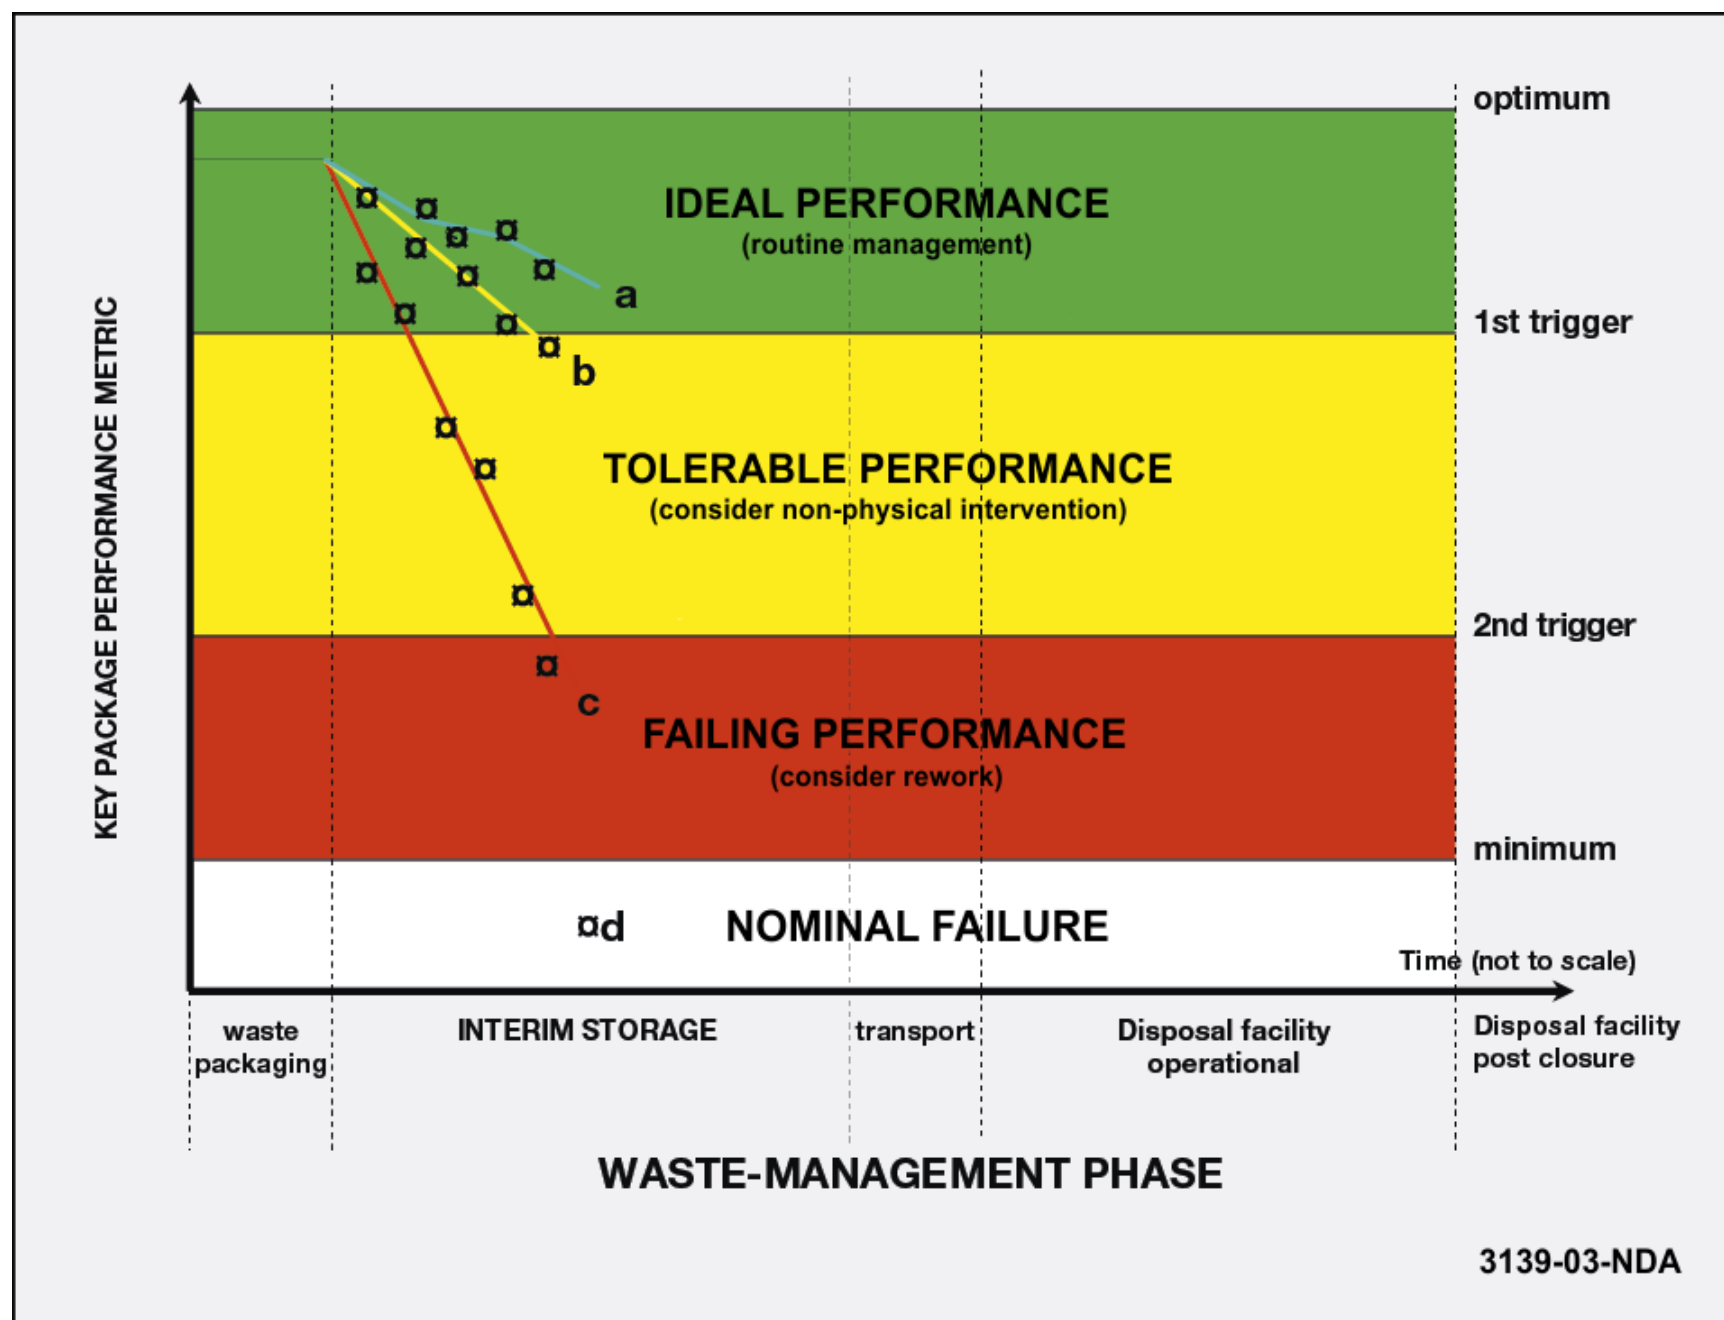 optimum
IDEAL PERFORMANCE
(routine management)
a
1st trigger
b
KEY PACKAGE PERFORMANCE METRIC
TOLERABLE PERFORMANCE
(consider non-physical intervention)
2nd trigger
c
FAILING PERFORMANCE
(consider rework)
minimum
¤d
NOMINAL FAILURE
Time (not to scale)
waste
packaging
INTERIM STORAGE
transport
Disposal facility
operational
Disposal facility
post closure
WASTE-MANAGEMENT PHASE
3139-03-NDA